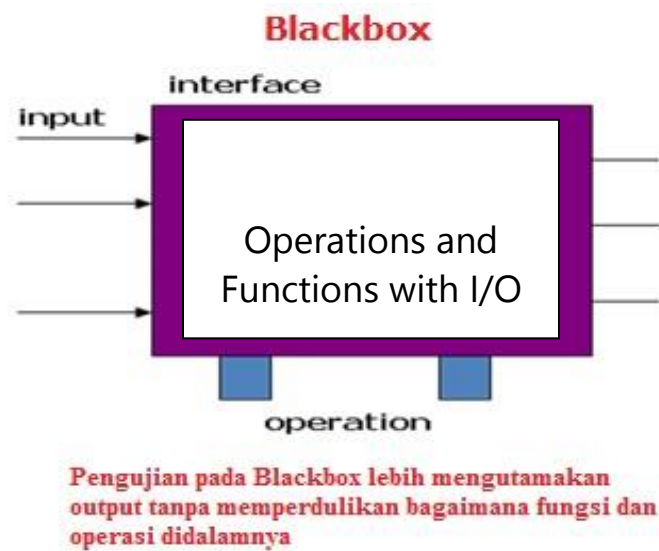 Blackbox
interface
input
Operations and
Functions with I/O
operation
Pengujian pada Blackbox lebih mengutamakan
output tanpa memperdulikan bagaimana fungsi dan
operasi didalamnya